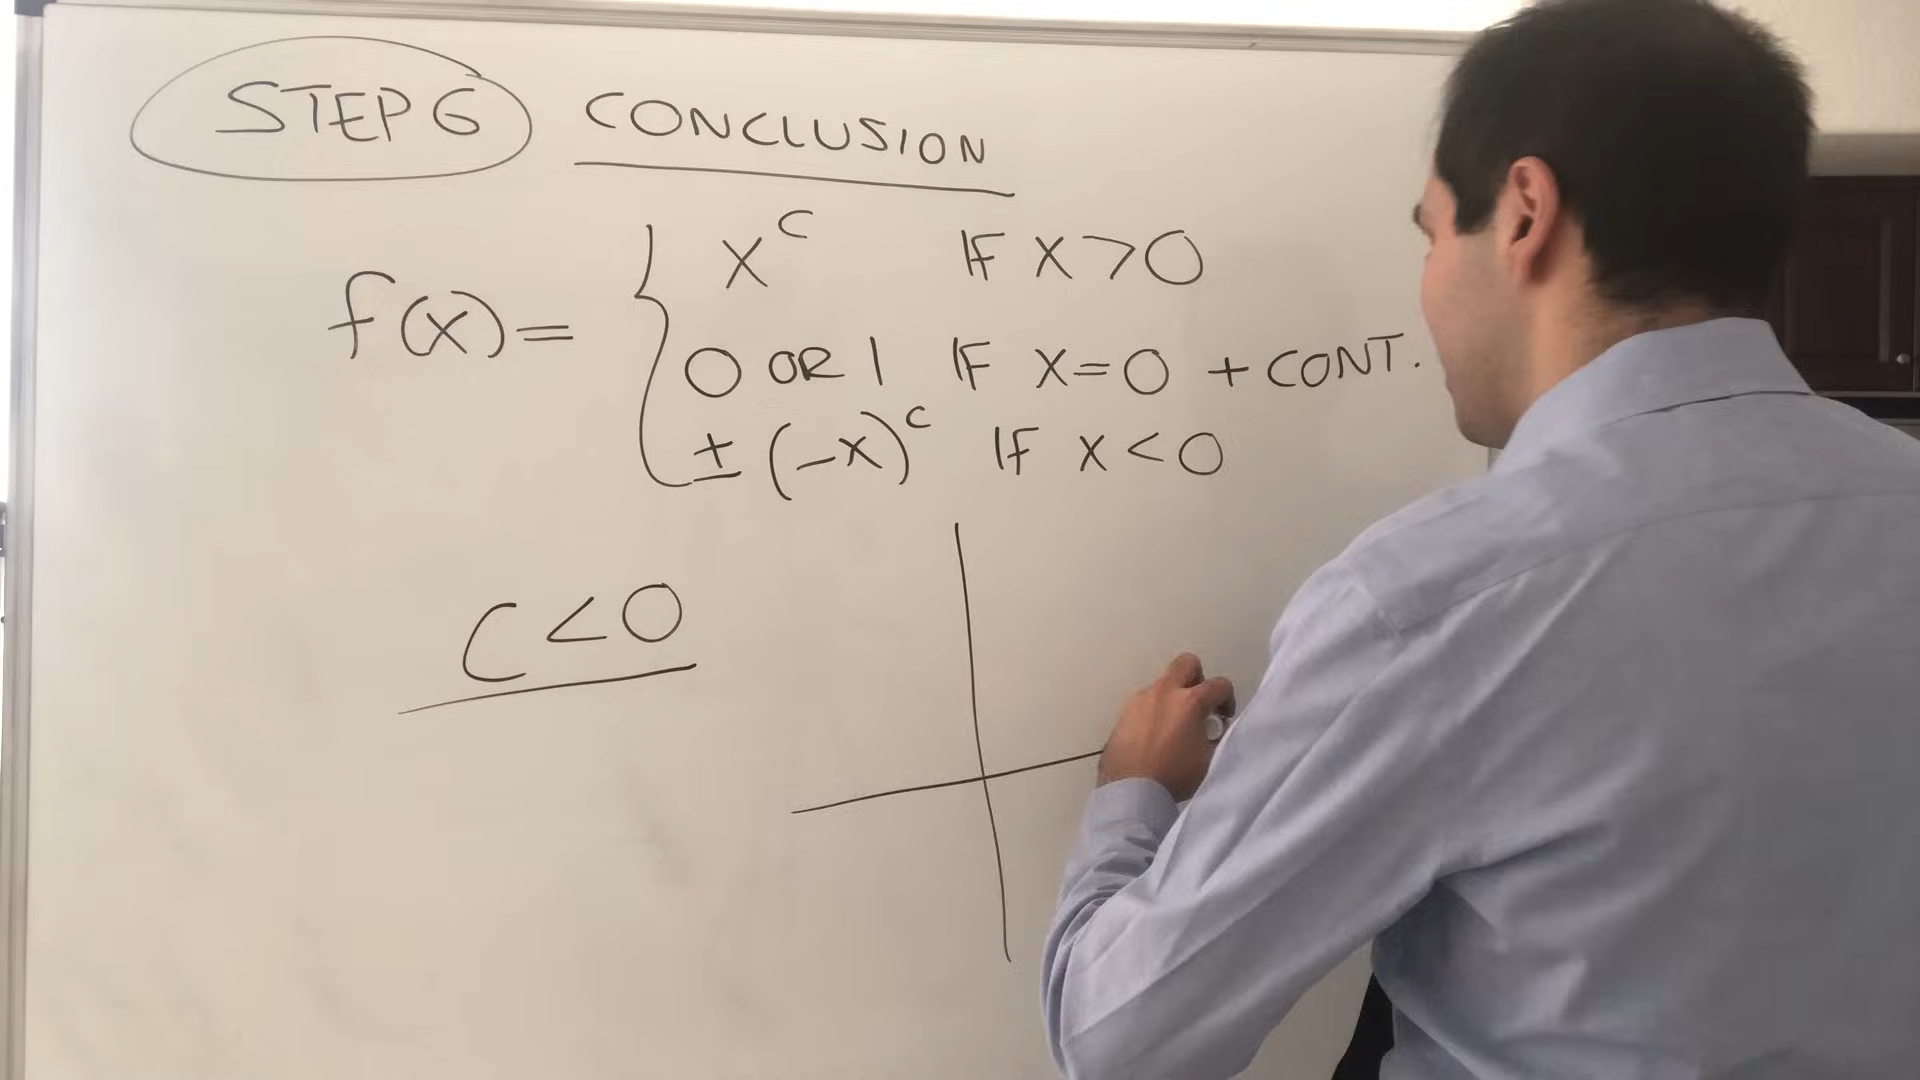 STEP 6 CONCLUSION
f(x) = { x^c IF x > 0
0 OR 1 IF x = 0 + CONT.
± (-x)^c IF x < 0
C < 0